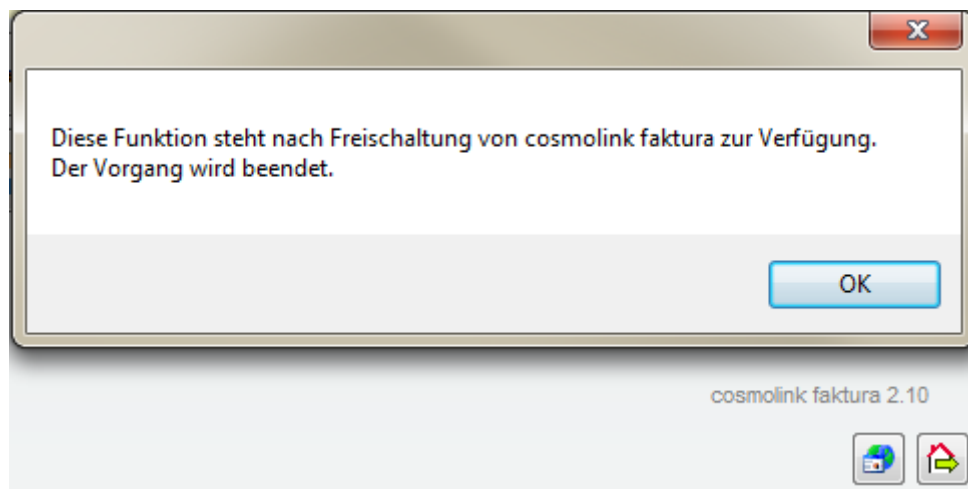 Diese Funktion steht nach Freischaltung von cosmolink faktura zur Verfügung.
Der Vorgang wird beendet.
OK
cosmolink faktura 2.10